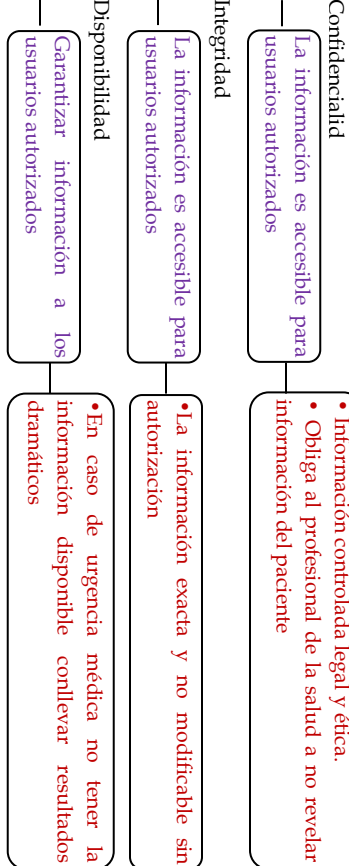 Confidencialid
La información es accesible para
usuarios autorizados
• Información controlada legal y ética.
• Obliga al profesional de la salud a no revelar
información del paciente
Integridad
La información es accesible para
usuarios autorizados
•La información exacta y no modificable sin
autorización
Disponibilidad
Garantizar información a los
usuarios autorizados
•En caso de urgencia médica no tener la
información disponible conllevar resultados
dramáticos